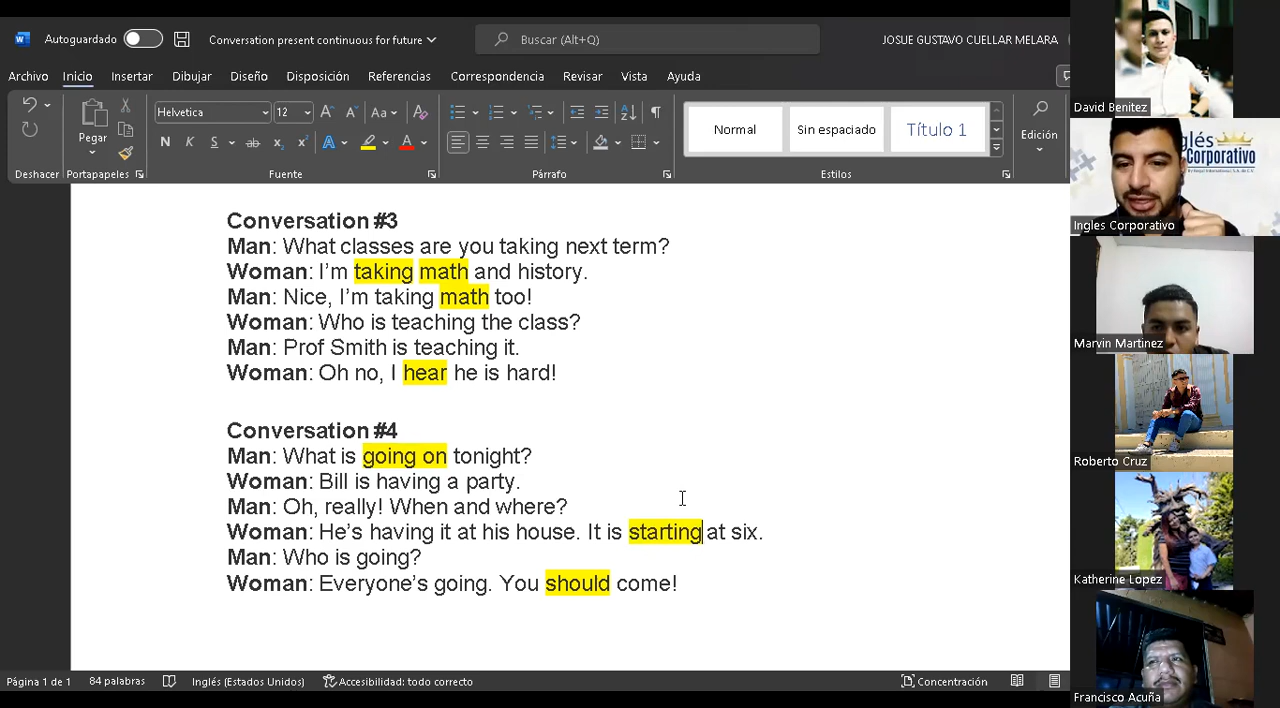 Autoguardado
Conversation present continuous for future
Buscar (Alt+Q)
JOSUE GUSTAVO CUELLAR MELARA
Archivo Inicio Insertar Dibujar Diseño Disposición Referencias Correspondencia Revisar Vista Ayuda
Pegar
Helvetica 12
Normal
Sin espaciado
Título 1
Edición
Deshacer Portapapeles Fuente Párrafo Estilos
Conversation #3
Man: What classes are you taking next term?
Woman: I’m taking math and history.
Man: Nice, I’m taking math too!
Woman: Who is teaching the class?
Man: Prof Smith is teaching it.
Woman: Oh no, I hear he is hard!
Conversation #4
Man: What is going on tonight?
Woman: Bill is having a party.
Man: Oh, really! When and where?
Woman: He’s having it at his house. It is starting at six.
Man: Who is going?
Woman: Everyone’s going. You should come!
Página 1 de 1 84 palabras Inglés (Estados Unidos) Accesibilidad: todo correcto Concentración
David Benitez
Corporativo
Ingles Corporativo
Marvin Martinez
Roberto Cruz
Katherine Lopez
Francisco Acuña